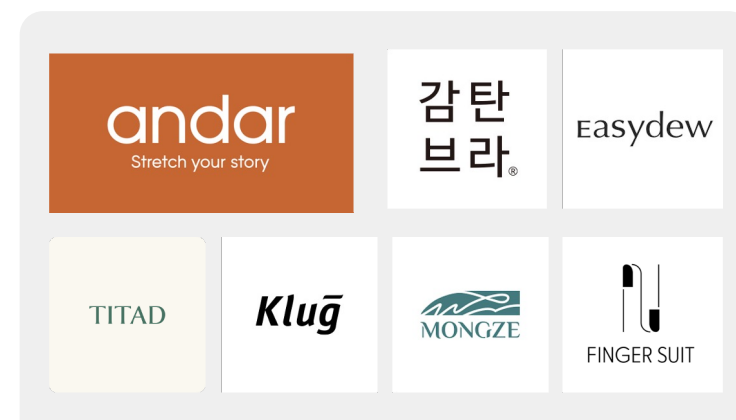 andar
Stretch your story
감탄
브라®
Easydew
TITAD
Klug
MONGZE
FINGER SUIT